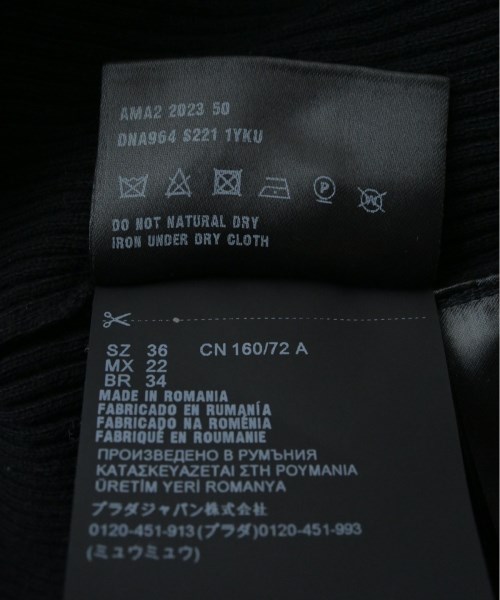 AMA2 2023 50
DNA964 S221 1YKU
P
DO NOT NATURAL DRY
IRON UNDER DRY CLOTH
SZ 36 CN 160/72 A
MX 22
BR 34
MADE IN ROMANIA
FABRICADO EN RUMANÍA
FABRICADO NA ROMÊNIA
FABRIQUÉ EN ROUMANIE
ПРОИЗВЕДЕНО В РУМЪНИЯ
ΚΑΤΑΣΚΕΥΑΖΕΤΑΙ ΣΤΗ ΡΟΥΜΑΝΙΑ
ÜRETİM YERİ ROMANYA
プラダジャパン株式会社
0120-451-913(プラダ)0120-451-993
(ミュウミュウ)